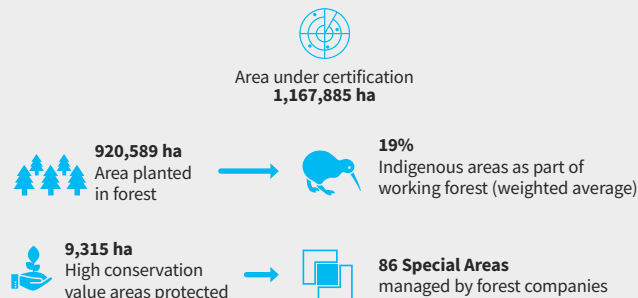 Area under certification
1,167,885 ha
920,589 ha
Area planted
in forest
19%
Indigenous areas as part of
working forest (weighted average)
9,315 ha
High conservation
value areas protected
86 Special Areas
managed by forest companies